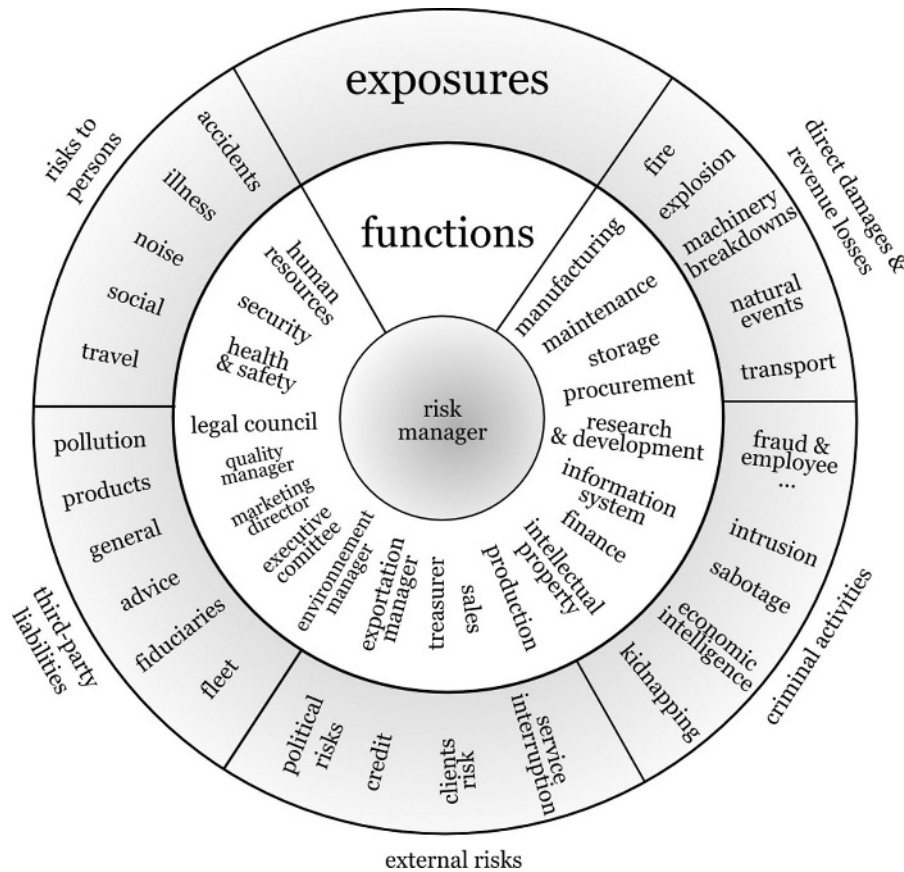 exposures
functions
risk
manager
risks to
persons
accidents
illness
noise
social
travel
direct damages &
revenue losses
fire
explosion
machinery
breakdowns
natural
events
transport
criminal activities
fraud &
employee
...
intrusion
sabotage
economic
intelligence
kidnapping
external risks
service
interruption
clients
risk
credit
political
risks
third-party
liabilities
fleet
fiduciaries
advice
general
products
pollution
manufacturing
maintenance
storage
procurement
research
& development
information
system
finance
intellectual
property
production
sales
treasurer
exportation
manager
environnement
manager
executive
comittee
marketing
director
quality
manager
legal council
health
& safety
security
human
resources